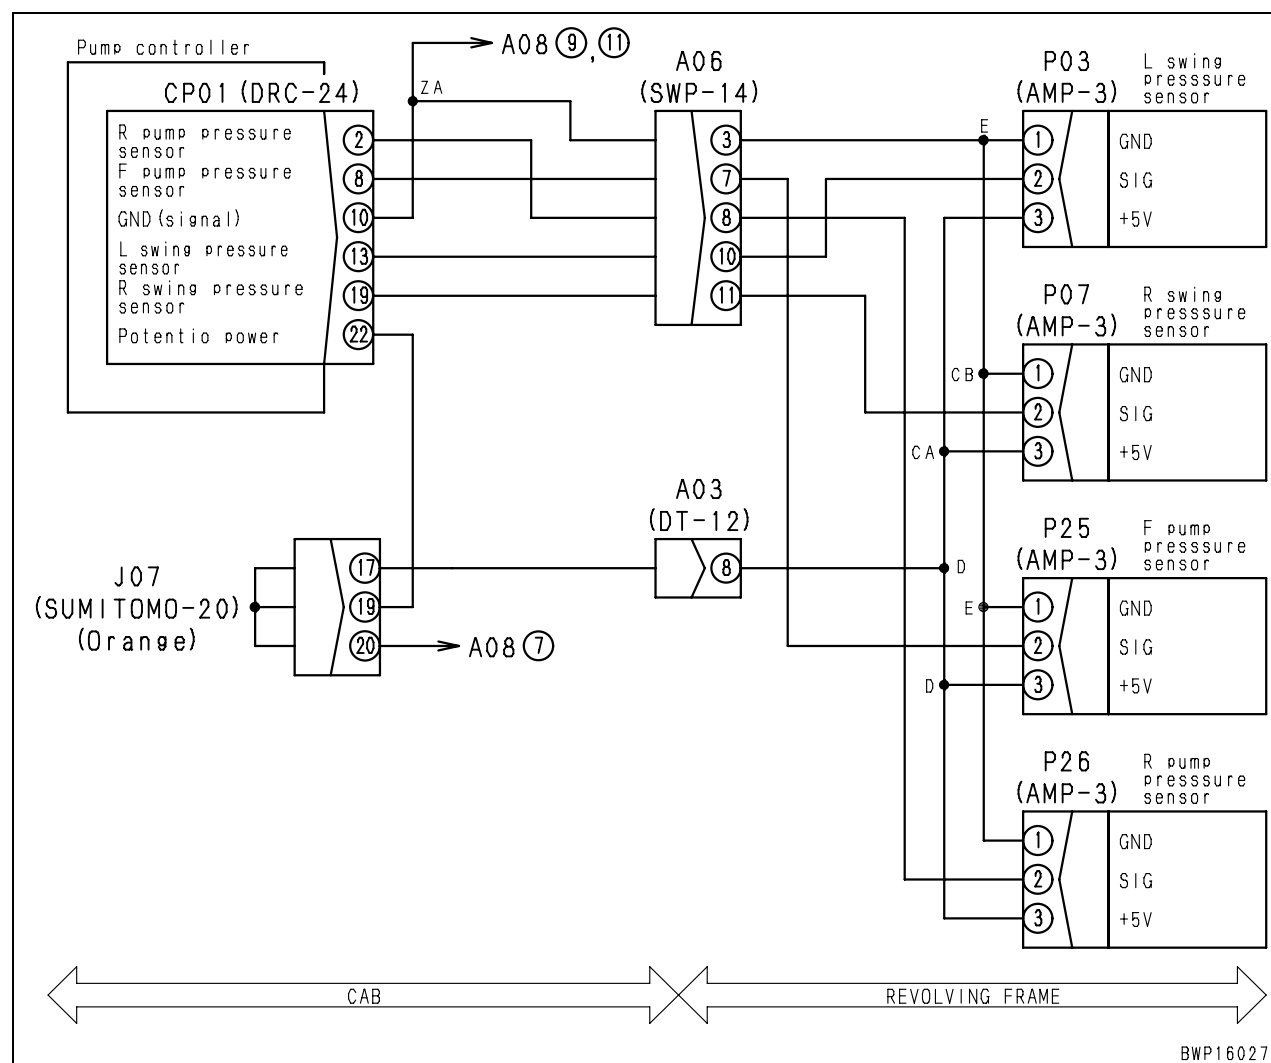 Pump controller
CP01 (DRC-24)
R pump pressure
sensor
2
F pump pressure
sensor
8
GND (signal)
10
L swing pressure
sensor
13
R swing pressure
sensor
19
Potentio power
22
A08 9, 11
ZA
A06
(SWP-14)
3
7
8
10
11
P03
(AMP-3)
L swing
presssure
sensor
E
1 GND
2 SIG
3 +5V
P07
(AMP-3)
R swing
presssure
sensor
CB
1 GND
2 SIG
CA
3 +5V
J07
(SUMITOMO-20)
(Orange)
17
19
20
A08 7
A03
(DT-12)
8
D
P25
(AMP-3)
F pump
presssure
sensor
E
1 GND
2 SIG
D
3 +5V
P26
(AMP-3)
R pump
presssure
sensor
1 GND
2 SIG
3 +5V
CAB
REVOLVING FRAME
BWP16027